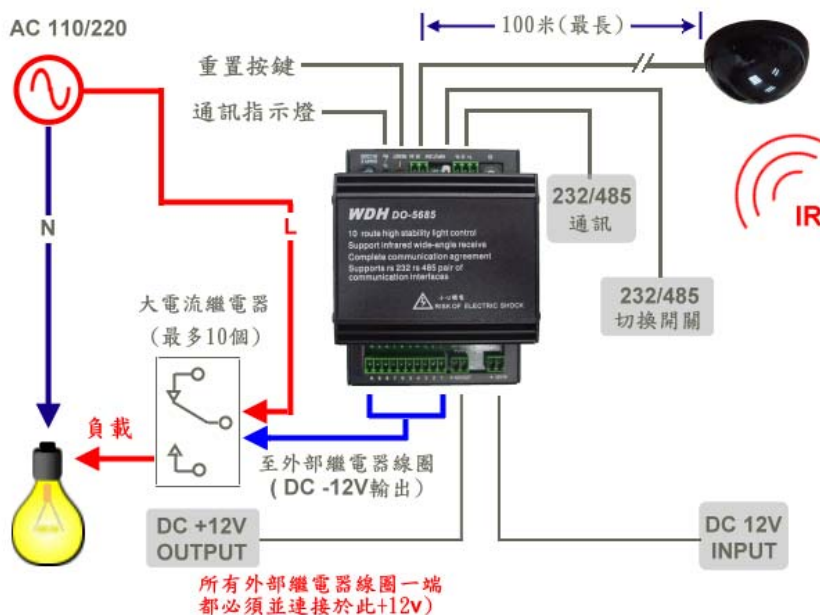 AC 110/220
100米(最長)
重置按鍵
通訊指示燈
N
L
IR
WDH DO-5685
10 route high stability light control
Support infrared wide-angle receive
Complete communication agreement
Supports rs 232 rs 485 pair of
communication interfaces
RISK OF ELECTRIC SHOCK
232/485
通訊
232/485
切換開關
大電流繼電器
(最多10個)
負載
至外部繼電器線圈
( DC -12V輸出)
DC +12V
OUTPUT
DC 12V
INPUT
所有外部繼電器線圈一端
都必須並連接於此+12v)